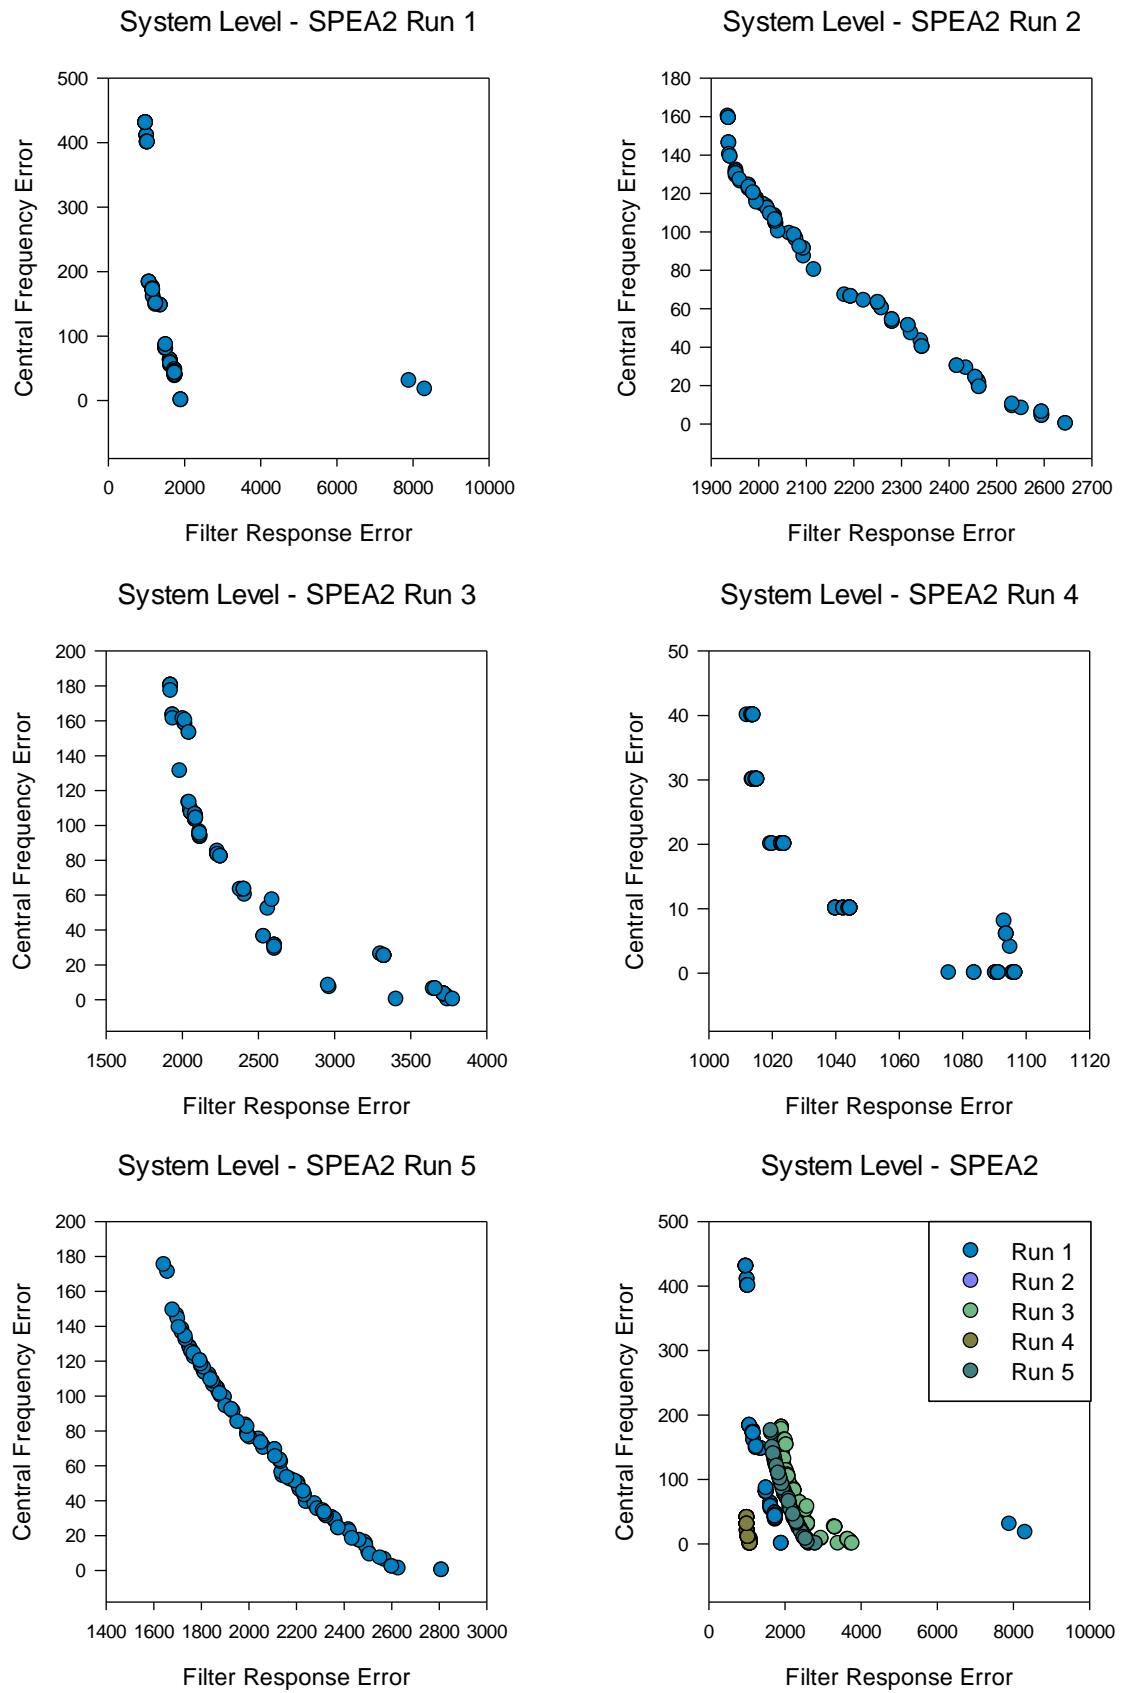 System Level - SPEA2 Run 1
System Level - SPEA2 Run 2
Central Frequency Error
500
400
300
200
100
0
0 2000 4000 6000 8000 10000
Filter Response Error
Central Frequency Error
180
160
140
120
100
80
60
40
20
0
1900 2000 2100 2200 2300 2400 2500 2600 2700
Filter Response Error
System Level - SPEA2 Run 3
System Level - SPEA2 Run 4
Central Frequency Error
200
180
160
140
120
100
80
60
40
20
0
1500 2000 2500 3000 3500 4000
Filter Response Error
Central Frequency Error
50
40
30
20
10
0
1000 1020 1040 1060 1080 1100 1120
Filter Response Error
System Level - SPEA2 Run 5
System Level - SPEA2
Central Frequency Error
200
180
160
140
120
100
80
60
40
20
0
1400 1600 1800 2000 2200 2400 2600 2800 3000
Filter Response Error
Central Frequency Error
500
400
300
200
100
0
0 2000 4000 6000 8000 10000
Filter Response Error
Run 1
Run 2
Run 3
Run 4
Run 5